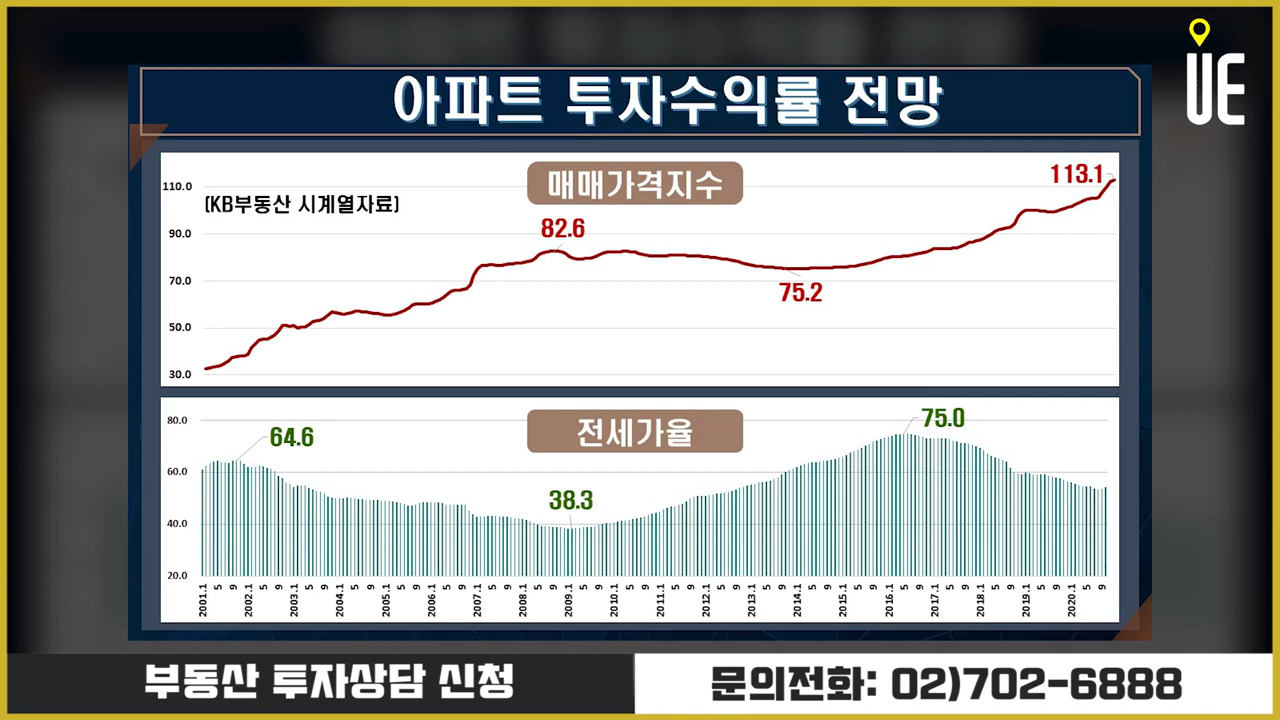 UE
아파트 투자수익률 전망
매매가격지수
(KB부동산 시계열자료)
110.0
90.0
70.0
50.0
30.0
82.6
75.2
113.1
전세가율
80.0
60.0
40.0
20.0
64.6
38.3
75.0
2001.1 5 9 2002.1 5 9 2003.1 5 9 2004.1 5 9 2005.1 5 9 2006.1 5 9 2007.1 5 9 2008.1 5 9 2009.1 5 9 2010.1 5 9 2011.1 5 9 2012.1 5 9 2013.1 5 9 2014.1 5 9 2015.1 5 9 2016.1 5 9 2017.1 5 9 2018.1 5 9 2019.1 5 9 2020.1 5 9
부동산 투자상담 신청
문의전화: 02)702-6888